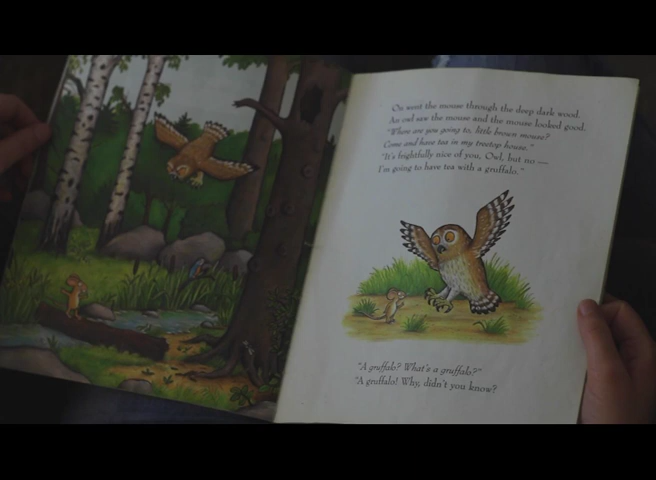 On went the mouse through the deep dark wood.
An owl saw the mouse and the mouse looked good.
"Where are you going to, little brown mouse?
Come and have tea in my treetop house."
"It's frightfully nice of you, Owl, but no —
I'm going to have tea with a gruffalo."
"A gruffalo? What's a gruffalo?"
"A gruffalo! Why, didn't you know?